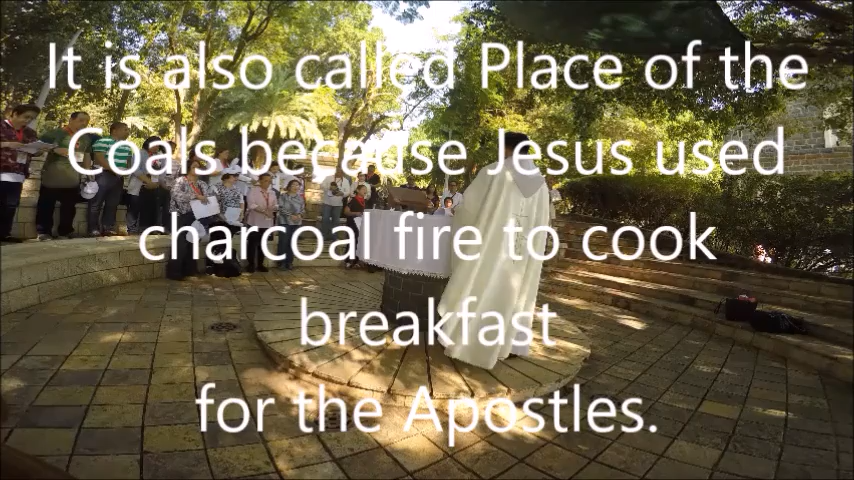 It is also called Place of the
Coals because Jesus used
charcoal fire to cook
breakfast
for the Apostles.